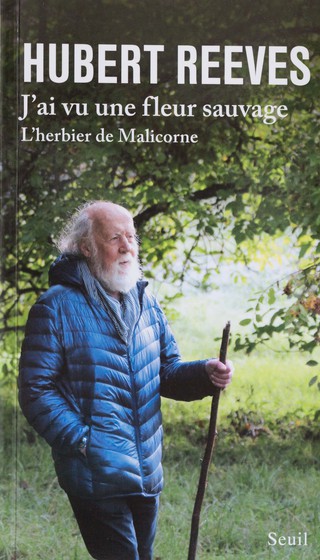 HUBERT REEVES
J'ai vu une fleur sauvage
L'herbier de Malicorne
Seuil